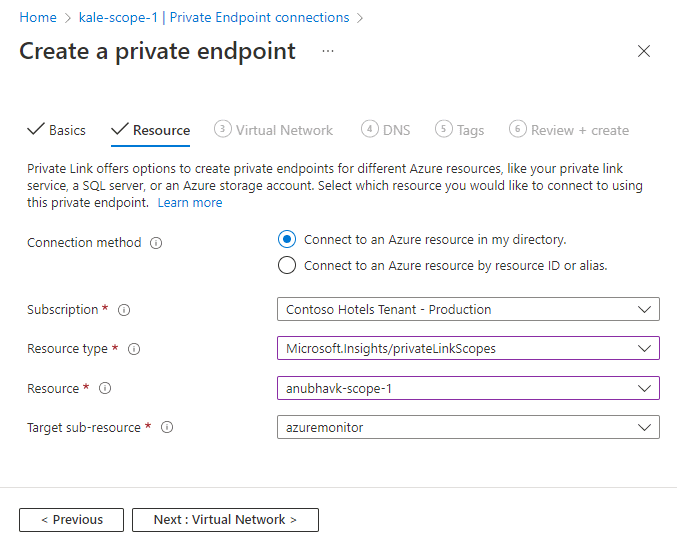 Home > kale-scope-1 | Private Endpoint connections >
Create a private endpoint ...
Basics Resource 3 Virtual Network 4 DNS 5 Tags 6 Review + create
Private Link offers options to create private endpoints for different Azure resources, like your private link
service, a SQL server, or an Azure storage account. Select which resource you would like to connect to using
this private endpoint. Learn more
Connection method Connect to an Azure resource in my directory.
Connect to an Azure resource by resource ID or alias.
Subscription * Contoso Hotels Tenant - Production
Resource type * Microsoft.Insights/privateLinkScopes
Resource * anubhavk-scope-1
Target sub-resource * azuremonitor
< Previous Next : Virtual Network >